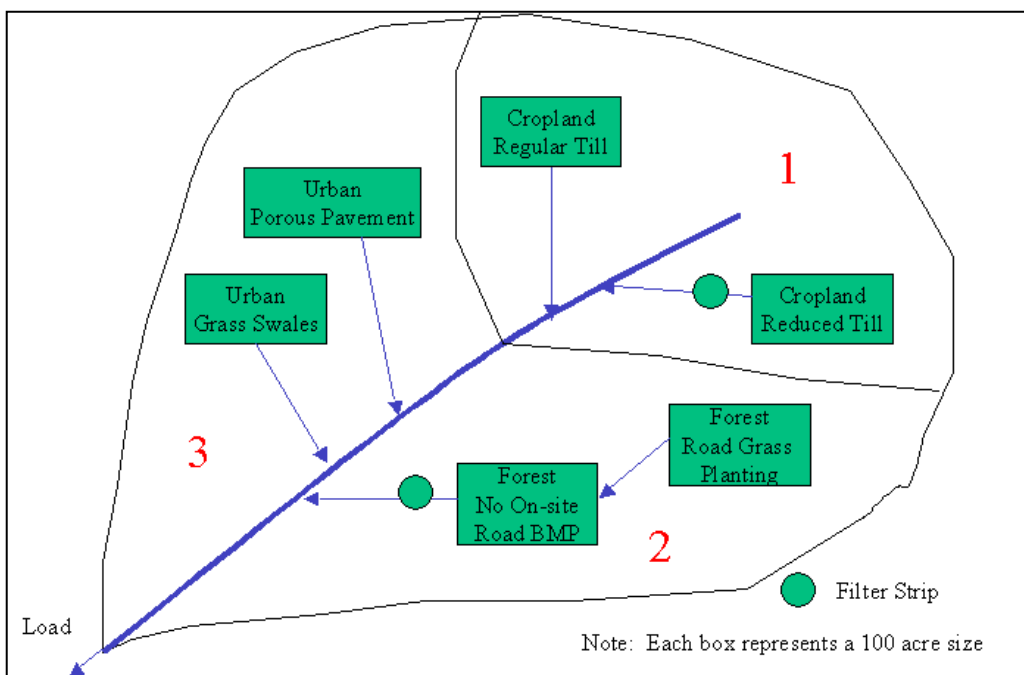 Cropland
Regular Till
1
Urban
Porous Pavement
Urban
Grass Swales
Cropland
Reduced Till
3
Forest
Road Grass
Planting
Forest
No On-site
Road BMP
2
Filter Strip
Load
Note: Each box represents a 100 acre size